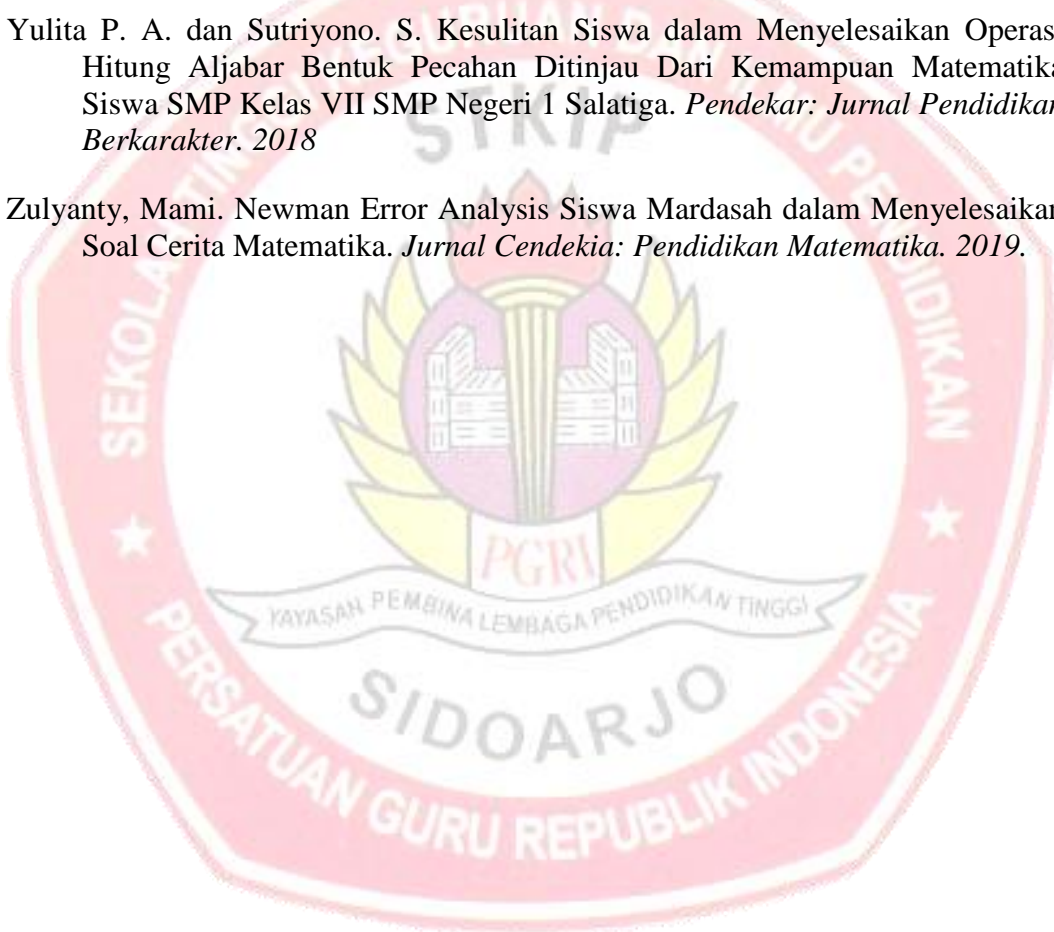 Yulita P. A. dan Sutriyono. S. Kesulitan Siswa dalam Menyelesaikan Operas
Hitung Aljabar Bentuk Pecahan Ditinjau Dari Kemampuan Matematika
Siswa SMP Kelas VII SMP Negeri 1 Salatiga. Pendekar: Jurnal Pendidikan
Berkarakter. 2018
Zulyanty, Mami. Newman Error Analysis Siswa Mardasah dalam Menyelesaikan
Soal Cerita Matematika. Jurnal Cendekia: Pendidikan Matematika. 2019.
STKIP
PGRI
YAYASAN PEMBINA LEMBAGA PENDIDIKAN TINGGI
SIDOARJO
PERSATUAN GURU REPUBLIK INDONESIA